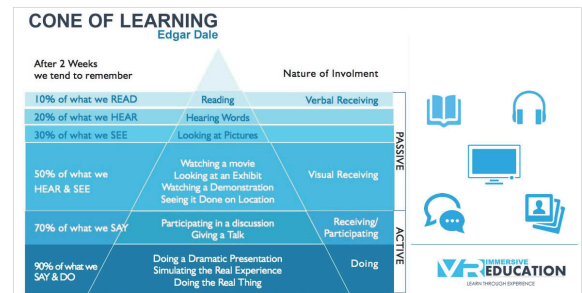 CONE OF LEARNING
Edgar Dale
After 2 Weeks
we tend to remember
Nature of Involment
10% of what we READ
Reading
Verbal Receiving
20% of what we HEAR
Hearing Words
30% of what we SEE
Looking at Pictures
50% of what we
HEAR & SEE
Watching a movie
Looking at an Exhibit
Watching a Demonstration
Seeing it Done on Location
Visual Receiving
PASSIVE
70% of what we SAY
Participating in a discussion
Giving a Talk
Receiving/
Participating
90% of what we
SAY & DO
Doing a Dramatic Presentation
Simulating the Real Experience
Doing the Real Thing
Doing
ACTIVE
VR IMMERSIVE
EDUCATION
LEARN THROUGH EXPERIENCE